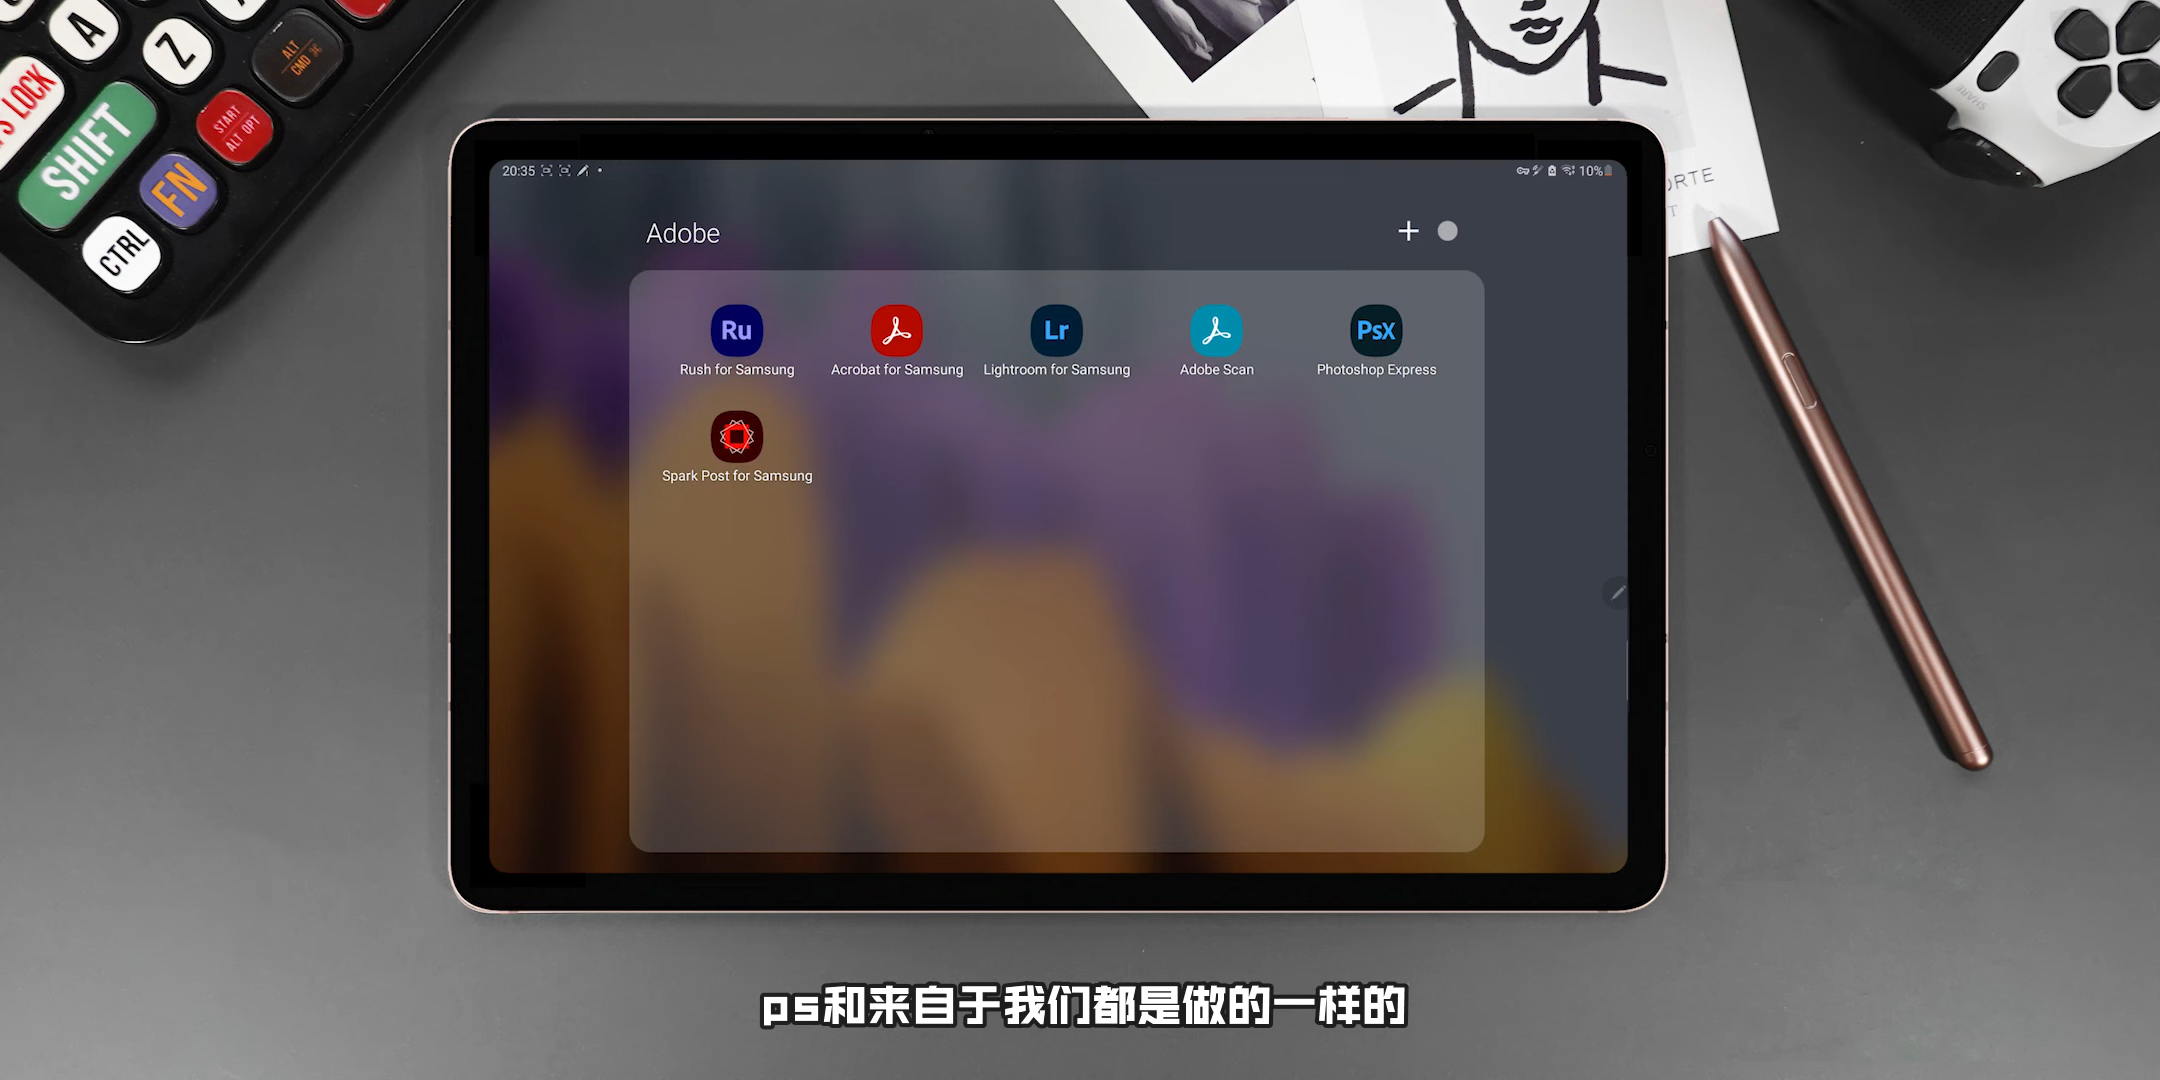 A
Z
ALT
CMD ⌘
S LOCK
SHIFT
START
ALT OPT
FN
CTRL
SHARE
ORTE
T
20:35
10%
Adobe
Ru
Lr
PsX
Rush for Samsung
Acrobat for Samsung
Lightroom for Samsung
Adobe Scan
Photoshop Express
Spark Post for Samsung
ps和来自于我们都是做的一样的